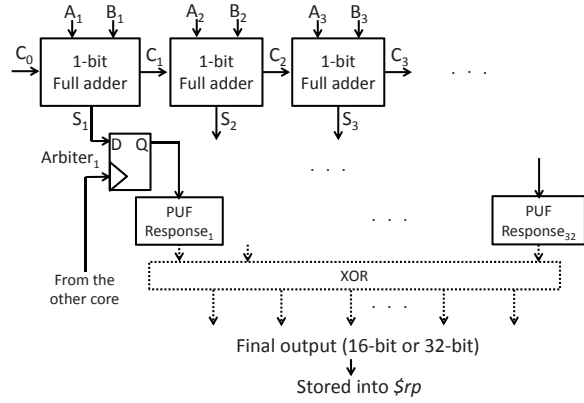 A₁ B₁ A₂ B₂ A₃ B₃
C₀ 1-bit Full adder C₁ 1-bit Full adder C₂ 1-bit Full adder C₃ . . .
S₁ S₂ S₃
D Q
Arbiter₁
. . .
PUF Response₁ . . . PUF Response₃₂
From the other core
XOR
. . .
Final output (16-bit or 32-bit)
Stored into $rp